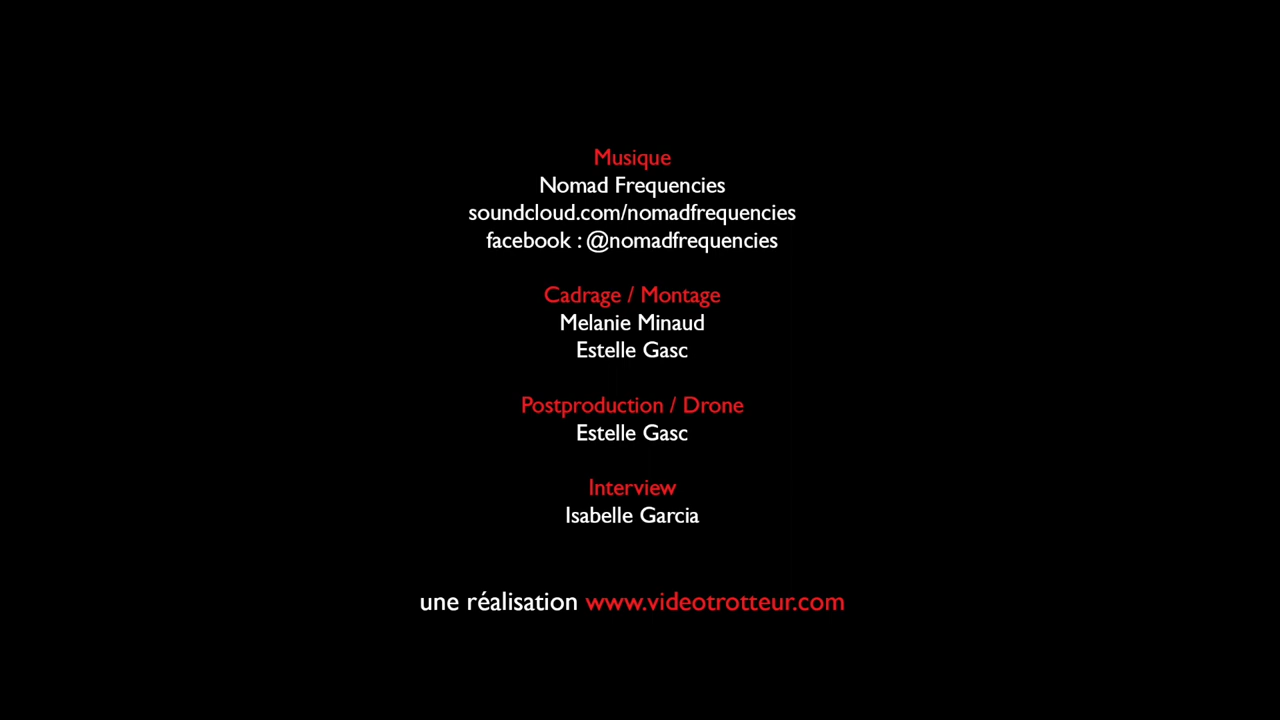 Musique
Nomad Frequencies
soundcloud.com/nomadfrequencies
facebook : @nomadfrequencies
Cadrage / Montage
Melanie Minaud
Estelle Gasc
Postproduction / Drone
Estelle Gasc
Interview
Isabelle Garcia
une réalisation www.videotrotteur.com